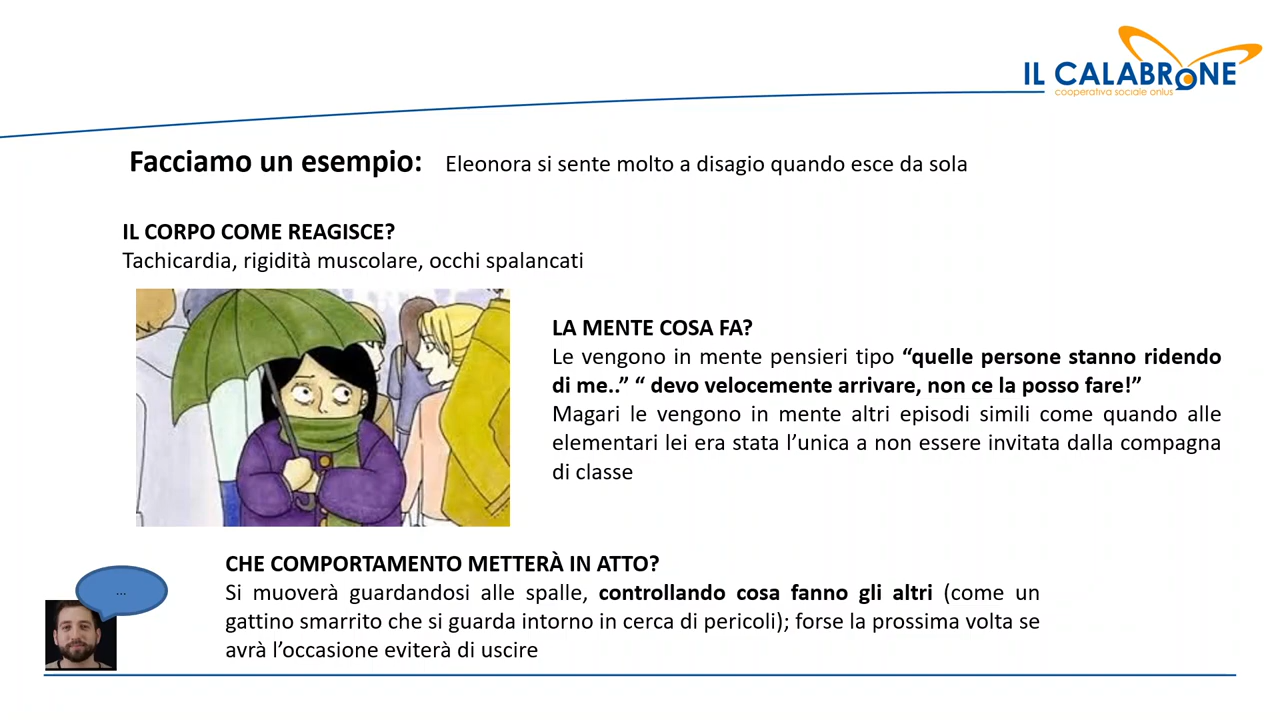 IL CALABRONE
cooperativa sociale onlus
Facciamo un esempio: Eleonora si sente molto a disagio quando esce da sola
IL CORPO COME REAGISCE?
Tachicardia, rigidità muscolare, occhi spalancati
LA MENTE COSA FA?
Le vengono in mente pensieri tipo “quelle persone stanno ridendo
di me..” “ devo velocemente arrivare, non ce la posso fare!”
Magari le vengono in mente altri episodi simili come quando alle
elementari lei era stata l’unica a non essere invitata dalla compagna
di classe
CHE COMPORTAMENTO METTERÀ IN ATTO?
Si muoverà guardandosi alle spalle, controllando cosa fanno gli altri (come un
gattino smarrito che si guarda intorno in cerca di pericoli); forse la prossima volta se
avrà l’occasione eviterà di uscire
...